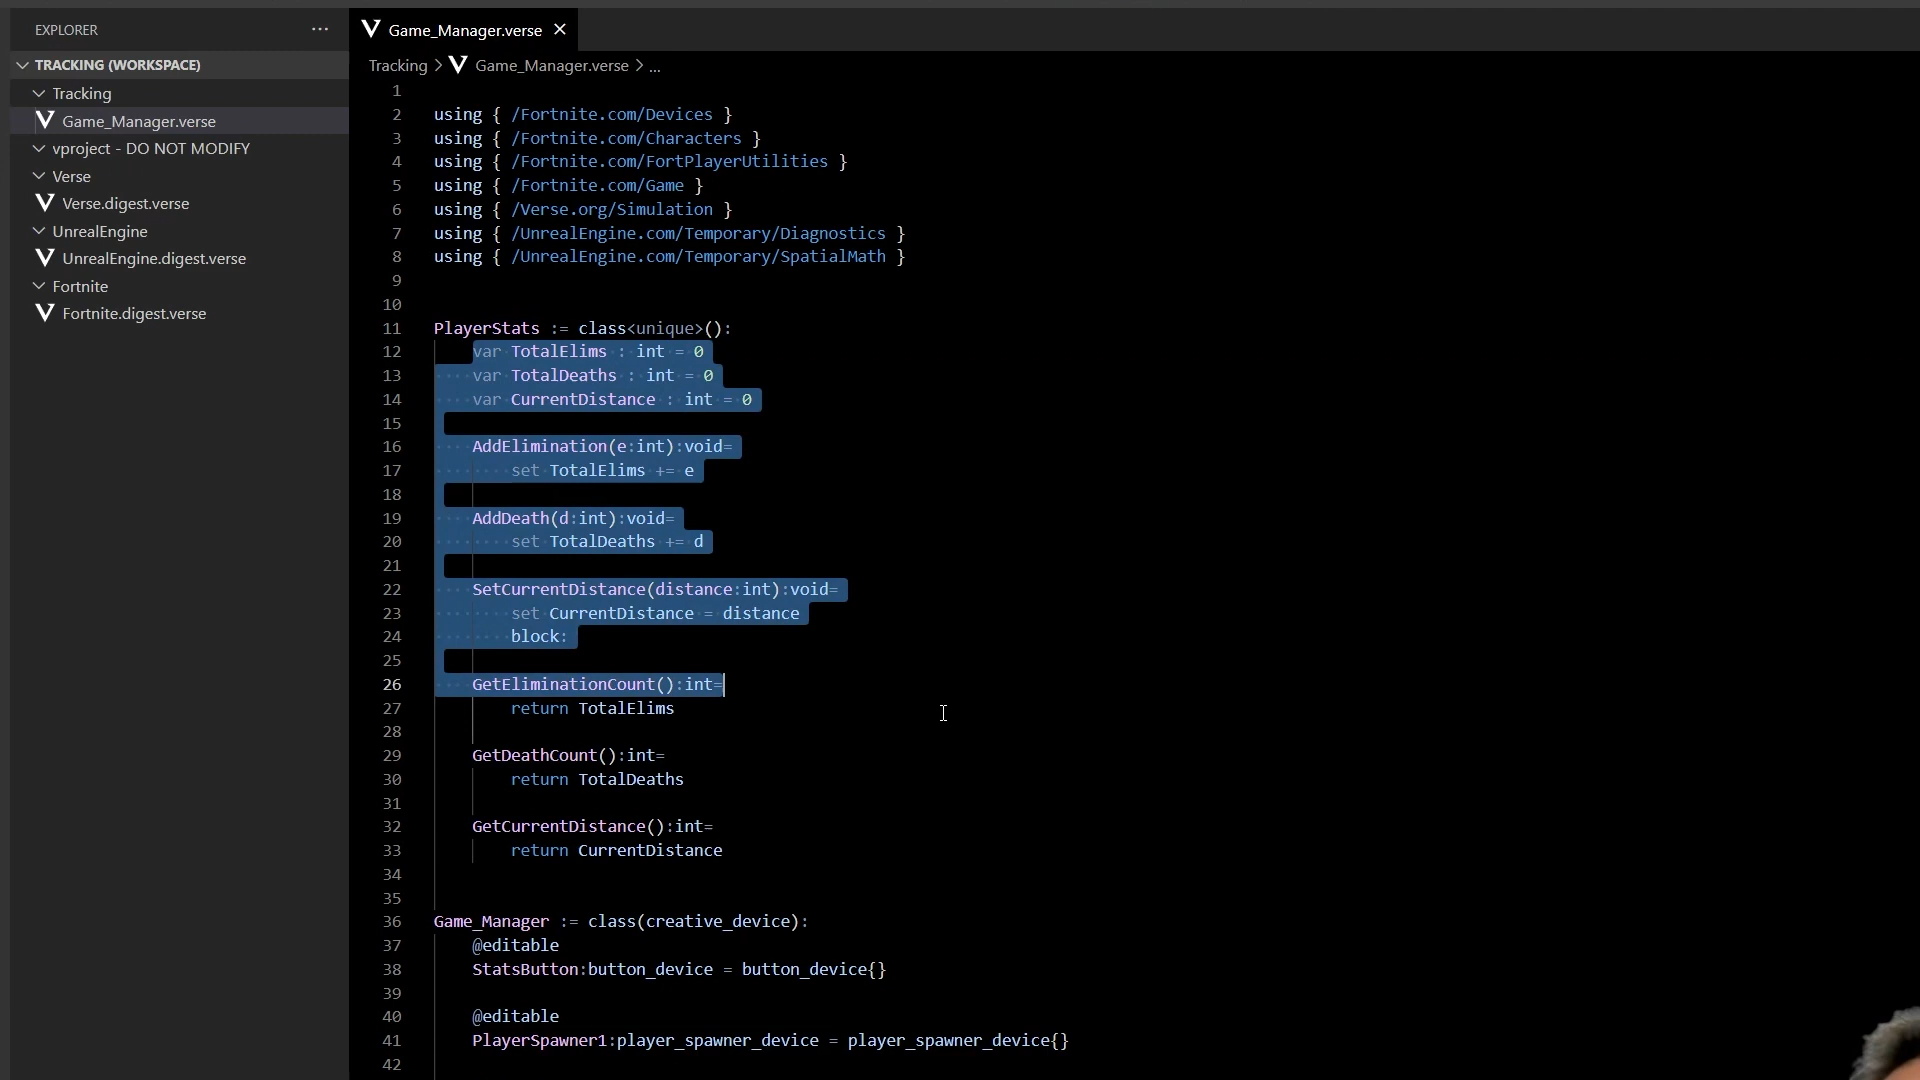 EXPLORER ...
Game_Manager.verse
TRACKING (WORKSPACE)
Tracking
Game_Manager.verse
vproject - DO NOT MODIFY
Verse
Verse.digest.verse
UnrealEngine
UnrealEngine.digest.verse
Fortnite
Fortnite.digest.verse
Tracking > Game_Manager.verse > ...
1
2 using { /Fortnite.com/Devices }
3 using { /Fortnite.com/Characters }
4 using { /Fortnite.com/FortPlayerUtilities }
5 using { /Fortnite.com/Game }
6 using { /Verse.org/Simulation }
7 using { /UnrealEngine.com/Temporary/Diagnostics }
8 using { /UnrealEngine.com/Temporary/SpatialMath }
9
10
11 PlayerStats := class<unique>():
12 var TotalElims : int = 0
13 var TotalDeaths : int = 0
14 var CurrentDistance : int = 0
15
16 AddElimination(e:int):void=
17 set TotalElims += e
18
19 AddDeath(d:int):void=
20 set TotalDeaths += d
21
22 SetCurrentDistance(distance:int):void=
23 set CurrentDistance = distance
24 block:
25
26 GetEliminationCount():int=
27 return TotalElims
28
29 GetDeathCount():int=
30 return TotalDeaths
31
32 GetCurrentDistance():int=
33 return CurrentDistance
34
35
36 Game_Manager := class(creative_device):
37 @editable
38 StatsButton:button_device = button_device{}
39
40 @editable
41 PlayerSpawner1:player_spawner_device = player_spawner_device{}
42